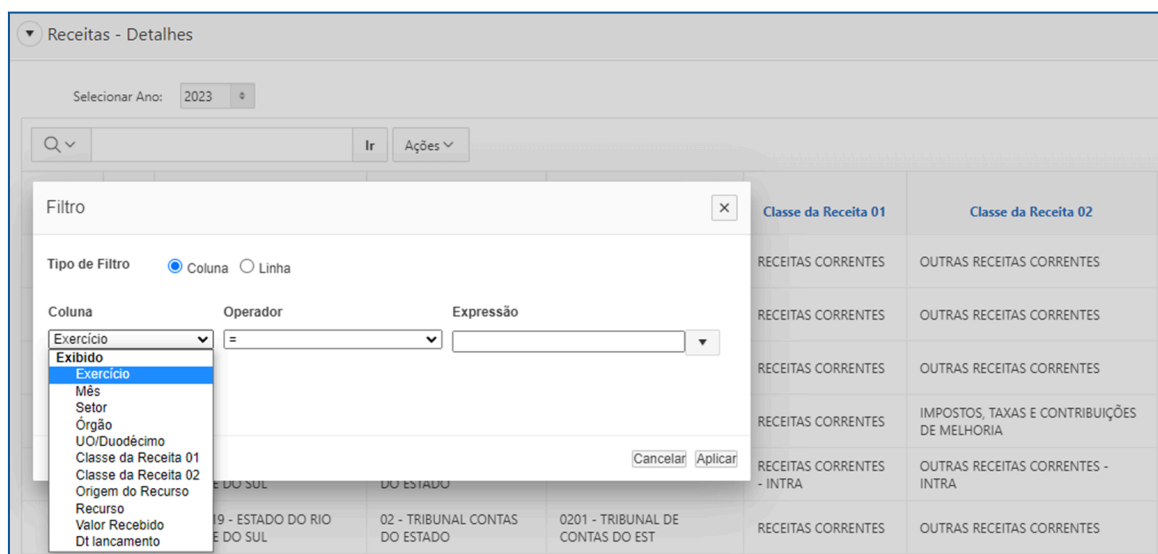 Receitas - Detalhes
Selecionar Ano: 2023
Ir Ações
Filtro
Classe da Receita 01 Classe da Receita 02
Tipo de Filtro Coluna Linha
RECEITAS CORRENTES OUTRAS RECEITAS CORRENTES
Coluna Operador Expressão
RECEITAS CORRENTES OUTRAS RECEITAS CORRENTES
Exercício =
Exibido
Exercício
RECEITAS CORRENTES OUTRAS RECEITAS CORRENTES
Mês
Setor
Órgão
RECEITAS CORRENTES IMPOSTOS, TAXAS E CONTRIBUIÇÕES
DE MELHORIA
UO/Duodécimo
Classe da Receita 01
Cancelar Aplicar
Classe da Receita 02
RECEITAS CORRENTES OUTRAS RECEITAS CORRENTES -
- INTRA INTRA
Origem do Recurso
E DO SUL DO ESTADO
Recurso
Valor Recebido
19 - ESTADO DO RIO 02 - TRIBUNAL CONTAS 0201 - TRIBUNAL DE
E DO SUL DO ESTADO CONTAS DO EST
RECEITAS CORRENTES OUTRAS RECEITAS CORRENTES
Dt lancamento